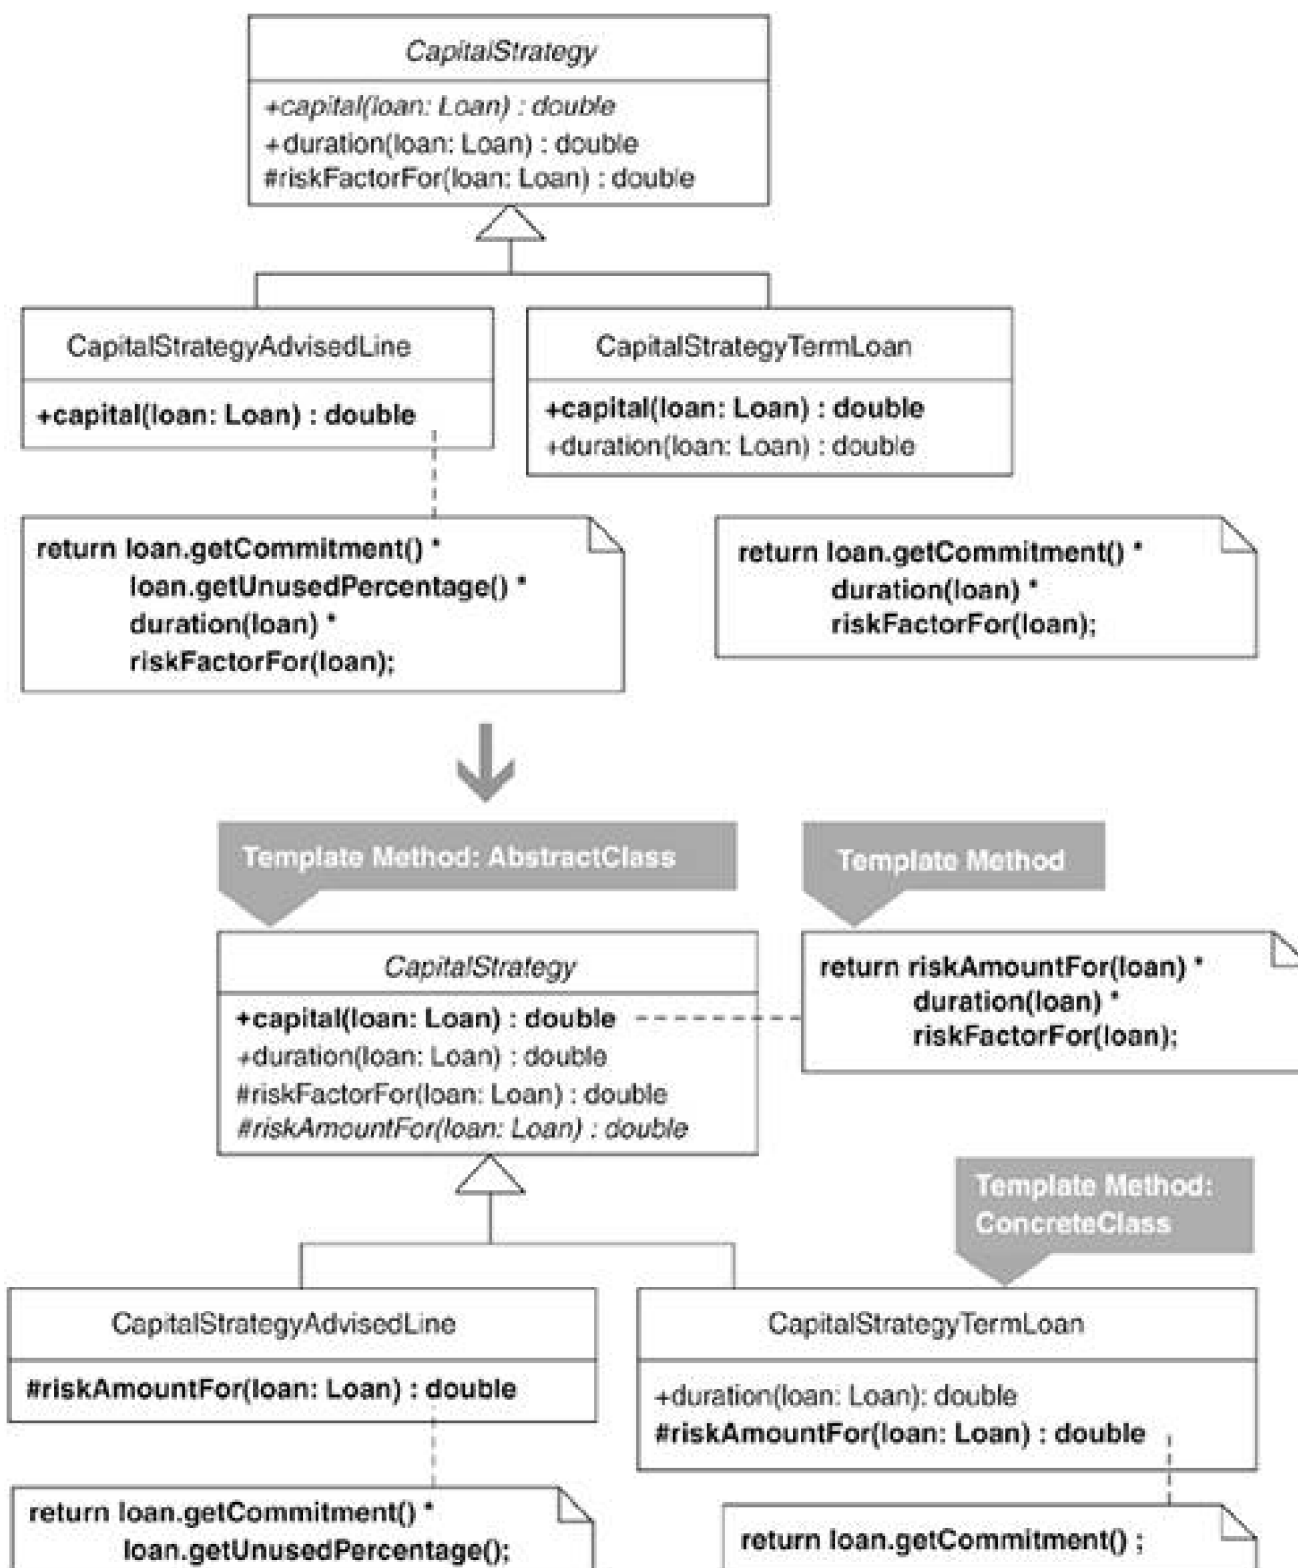 CapitalStrategy
+capital(loan: Loan) : double
+duration(loan: Loan) : double
#riskFactorFor(loan: Loan) : double
CapitalStrategyAdvisedLine
+capital(loan: Loan) : double
CapitalStrategyTermLoan
+capital(loan: Loan) : double
+duration(loan: Loan) : double
return loan.getCommitment() *
loan.getUnusedPercentage() *
duration(loan) *
riskFactorFor(loan);
return loan.getCommitment() *
duration(loan) *
riskFactorFor(loan);
Template Method: AbstractClass
Template Method
CapitalStrategy
+capital(loan: Loan) : double
+duration(loan: Loan) : double
#riskFactorFor(loan: Loan) : double
#riskAmountFor(loan: Loan) : double
return riskAmountFor(loan) *
duration(loan) *
riskFactorFor(loan);
Template Method:
ConcreteClass
CapitalStrategyAdvisedLine
#riskAmountFor(loan: Loan) : double
CapitalStrategyTermLoan
+duration(loan: Loan): double
#riskAmountFor(loan: Loan) : double
return loan.getCommitment() *
loan.getUnusedPercentage();
return loan.getCommitment() ;